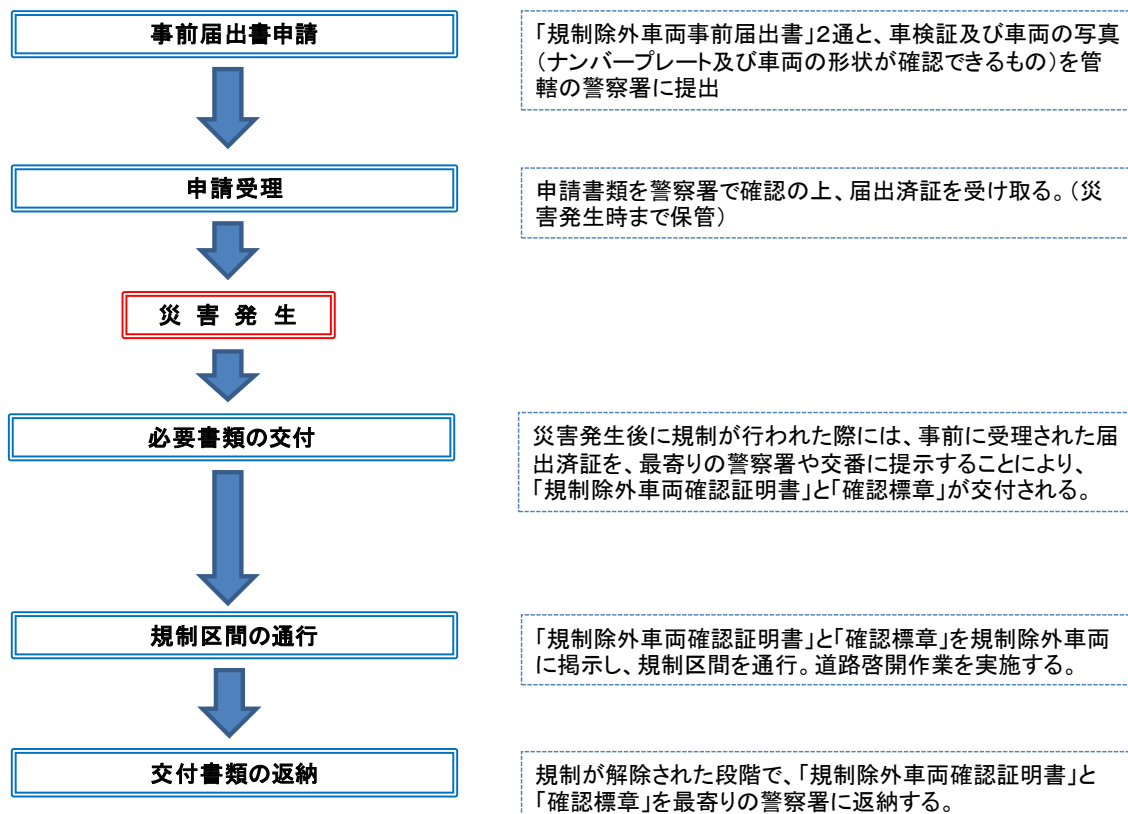 事前届出書申請
「規制除外車両事前届出書」２通と、車検証及び車両の写真
（ナンバープレート及び車両の形状が確認できるもの）を管
轄の警察署に提出
申請受理
申請書類を警察署で確認の上、届出済証を受け取る。（災
害発生時まで保管）
災 害 発 生
必要書類の交付
災害発生後に規制が行われた際には、事前に受理された届
出済証を、最寄りの警察署や交番に提示することにより、
「規制除外車両確認証明書」と「確認標章」が交付される。
規制区間の通行
「規制除外車両確認証明書」と「確認標章」を規制除外車両
に掲示し、規制区間を通行。道路啓開作業を実施する。
交付書類の返納
規制が解除された段階で、「規制除外車両確認証明書」と
「確認標章」を最寄りの警察署に返納する。